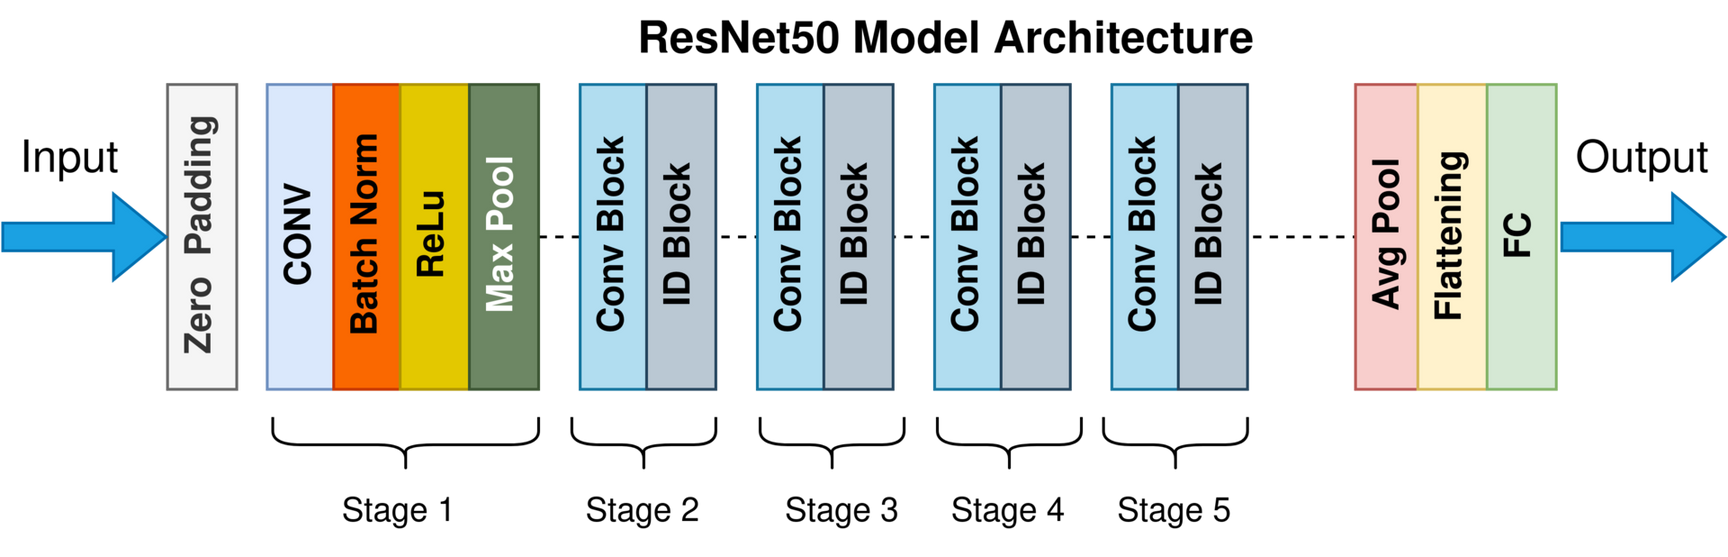 ResNet50 Model Architecture
Input
Zero Padding
CONV
Batch Norm
ReLu
Max Pool
Conv Block
ID Block
Conv Block
ID Block
Conv Block
ID Block
Conv Block
ID Block
Avg Pool
Flattening
FC
Output
Stage 1
Stage 2
Stage 3
Stage 4
Stage 5